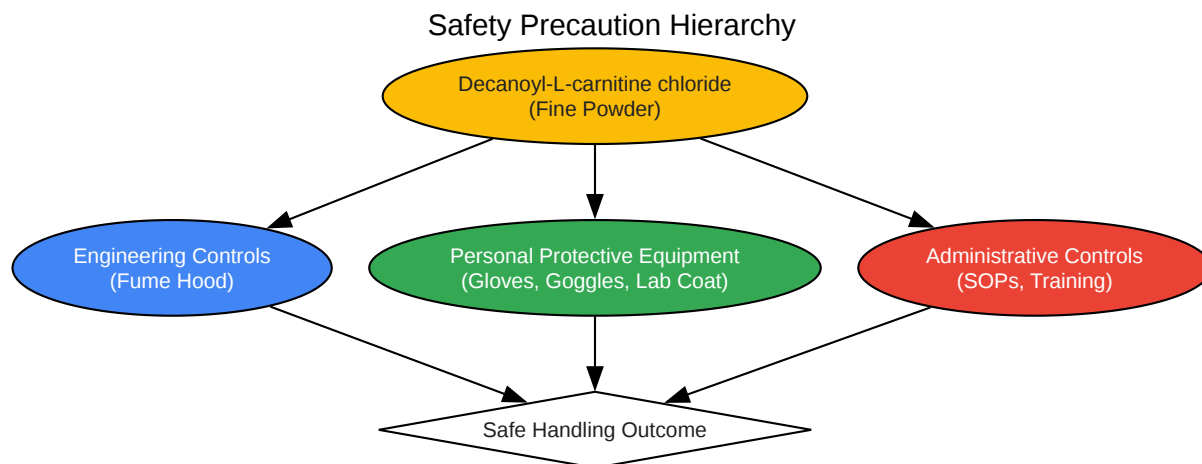 Safety Precaution Hierarchy
Decanoyl-L-carnitine chloride
(Fine Powder)
Engineering Controls
(Fume Hood)
Personal Protective Equipment
(Gloves, Goggles, Lab Coat)
Administrative Controls
(SOPs, Training)
Safe Handling Outcome